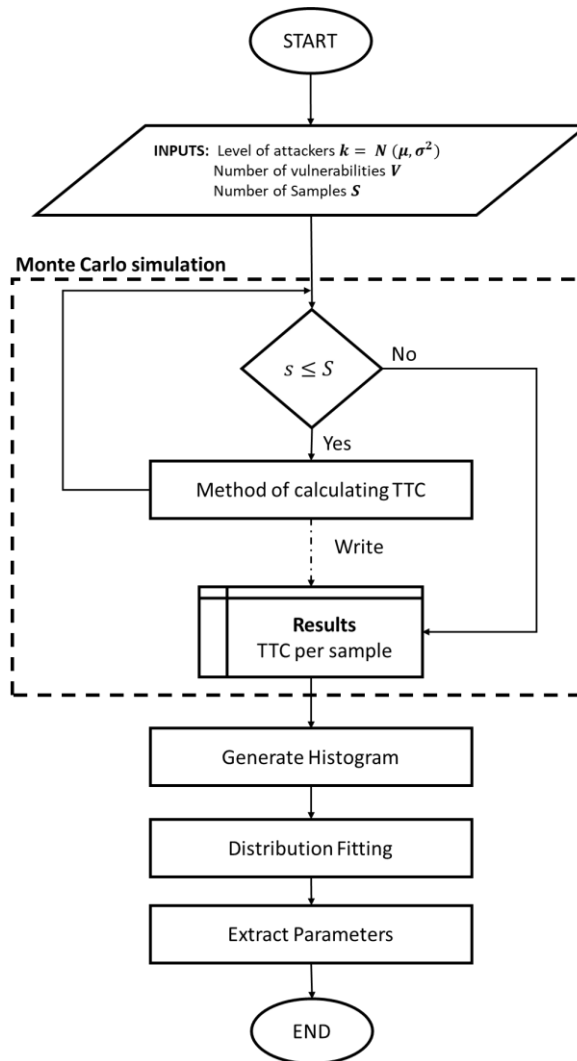 START
INPUTS: Level of attackers k = N (μ, σ²)
Number of vulnerabilities V
Number of Samples S
Monte Carlo simulation
s ≤ S
No
Yes
Method of calculating TTC
Write
Results
TTC per sample
Generate Histogram
Distribution Fitting
Extract Parameters
END